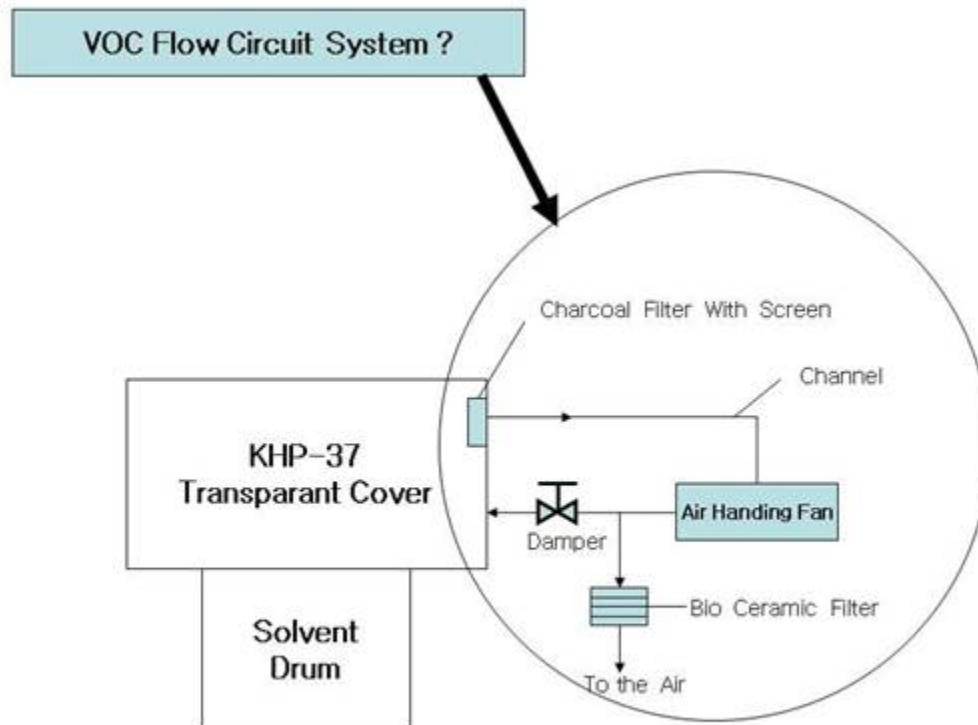 VOC Flow Circuit System ?
Charcoal Filter With Screen
Channel
KHP-37
Transparant Cover
Air Handing Fan
Damper
Bio Ceramic Filter
Solvent
Drum
To the Air